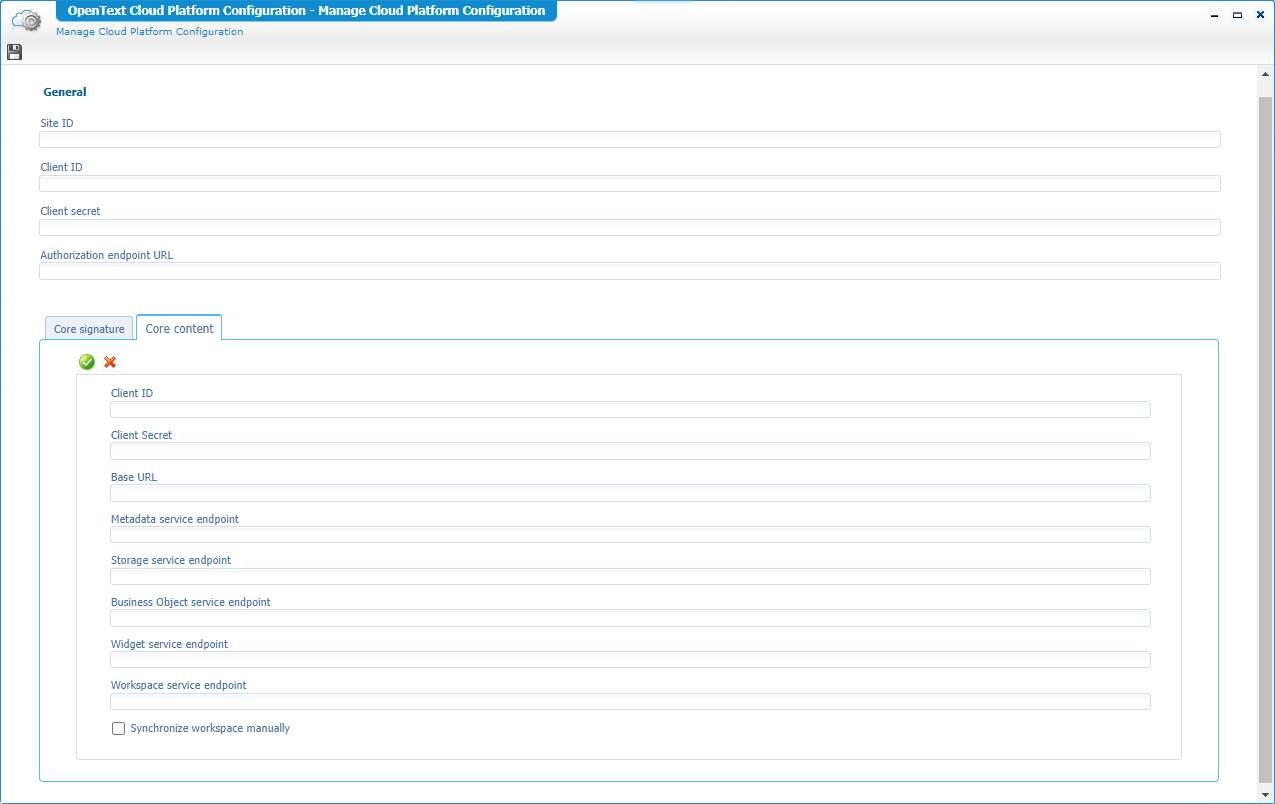 OpenText Cloud Platform Configuration - Manage Cloud Platform Configuration
Manage Cloud Platform Configuration
General
Site ID
Client ID
Client secret
Authorization endpoint URL
Core signature
Core content
Client ID
Client Secret
Base URL
Metadata service endpoint
Storage service endpoint
Business Object service endpoint
Widget service endpoint
Workspace service endpoint
Synchronize workspace manually